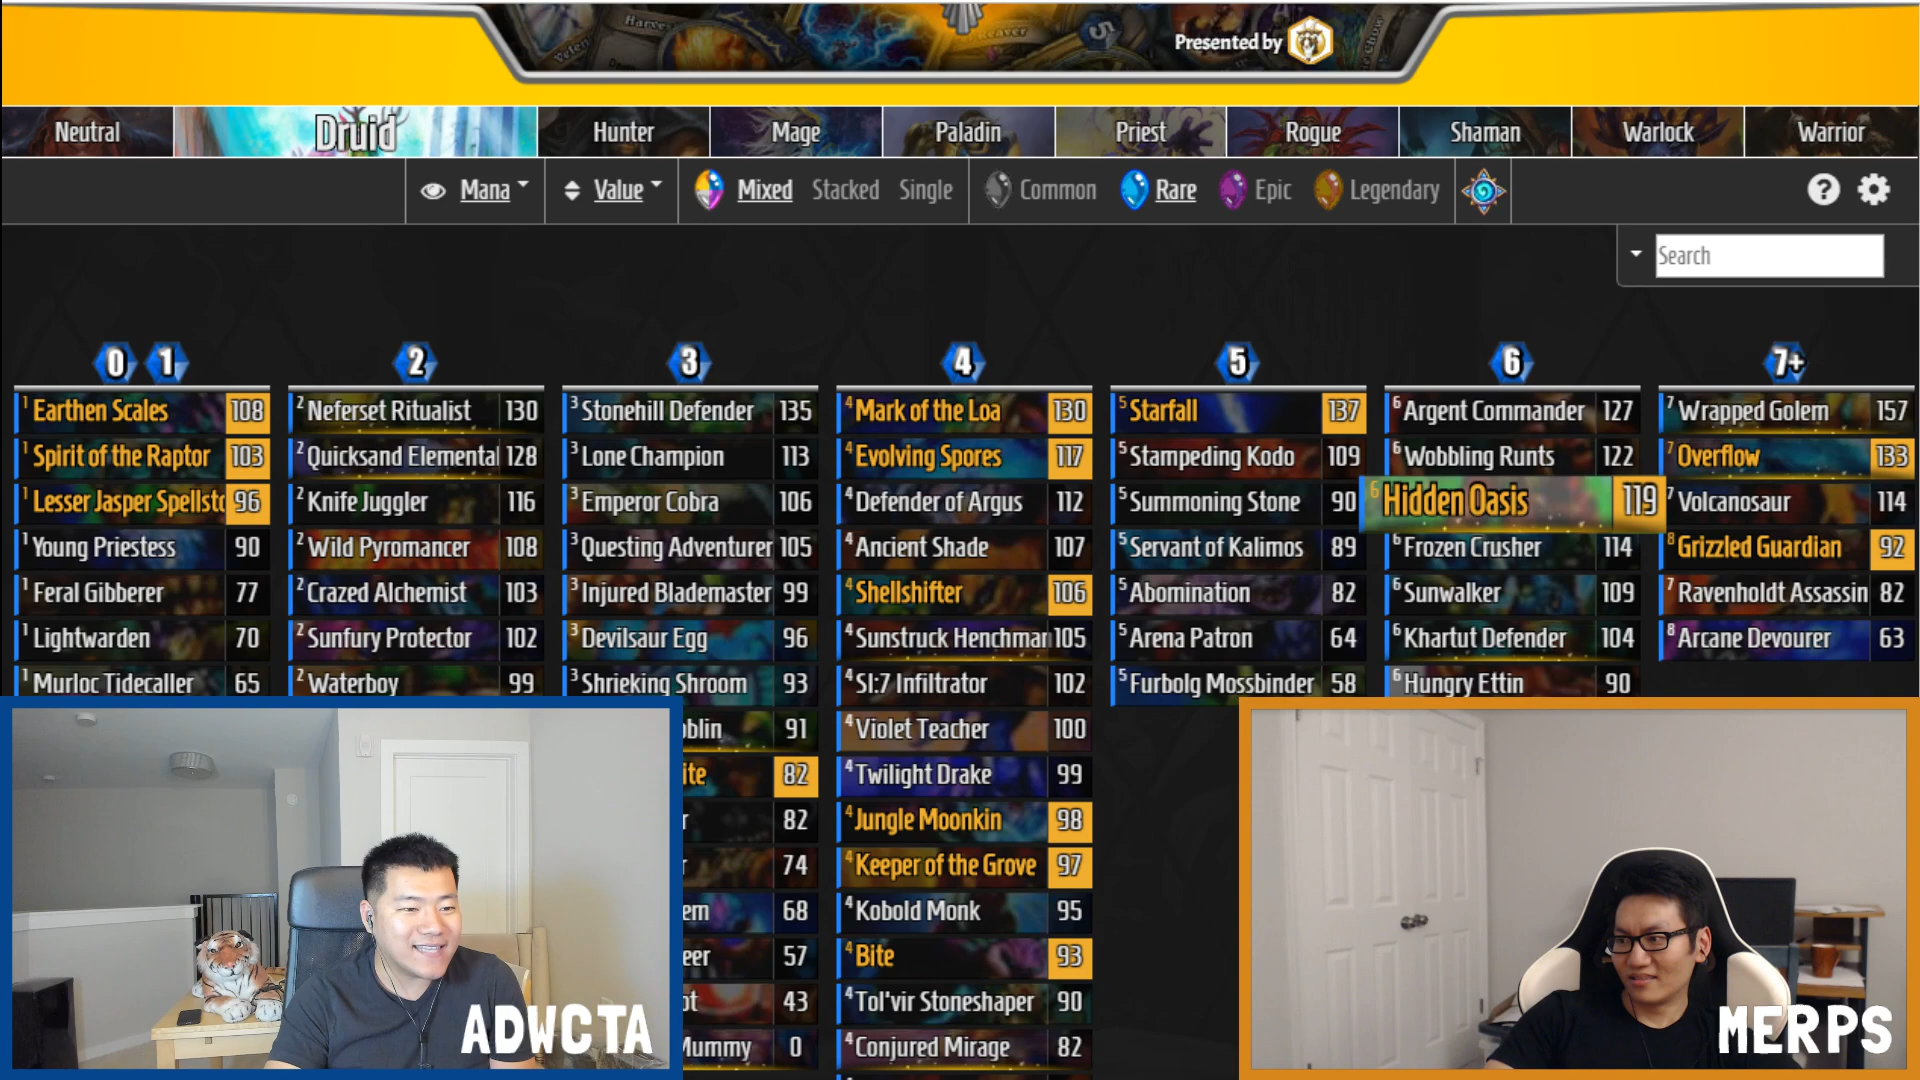 Harves
Velen
Reaver
5
Presented by
Neutral
Druid
Hunter
Mage
Paladin
Priest
Rogue
Shaman
Warlock
Warrior
Mana
Value
Mixed
Stacked
Single
Common
Rare
Epic
Legendary
?
Search
0 1
1 Earthen Scales 108
1 Spirit of the Raptor 103
1 Lesser Jasper Spellsto 96
1 Young Priestess 90
1 Feral Gibberer 77
1 Lightwarden 70
1 Murloc Tidecaller 65
2
2 Neferset Ritualist 130
2 Quicksand Elemental 128
2 Knife Juggler 116
2 Wild Pyromancer 108
2 Crazed Alchemist 103
2 Sunfury Protector 102
2 Waterboy 99
3
3 Stonehill Defender 135
3 Lone Champion 113
3 Emperor Cobra 106
3 Questing Adventurer 105
3 Injured Blademaster 99
3 Devilsaur Egg 96
3 Shrieking Shroom 93
oblin 91
ite 82
r 82
r 74
em 68
eer 57
ot 43
Mummy 0
4
4 Mark of the Loa 130
4 Evolving Spores 117
4 Defender of Argus 112
4 Ancient Shade 107
4 Shellshifter 106
4 Sunstruck Henchman 105
4 SI:7 Infiltrator 102
4 Violet Teacher 100
4 Twilight Drake 99
4 Jungle Moonkin 98
4 Keeper of the Grove 97
4 Kobold Monk 95
4 Bite 93
4 Tol'vir Stoneshaper 90
4 Conjured Mirage 82
5
5 Starfall 137
5 Stampeding Kodo 109
5 Summoning Stone 90
5 Servant of Kalimos 89
5 Abomination 82
5 Arena Patron 64
5 Furbolg Mossbinder 58
6
6 Argent Commander 127
6 Wobbling Runts 122
6 Hidden Oasis 119
6 Frozen Crusher 114
6 Sunwalker 109
6 Khartut Defender 104
6 Hungry Ettin 90
7+
7 Wrapped Golem 157
7 Overflow 133
7 Volcanosaur 114
8 Grizzled Guardian 92
7 Ravenholdt Assassin 82
8 Arcane Devourer 63
ADWCTA
MERPS